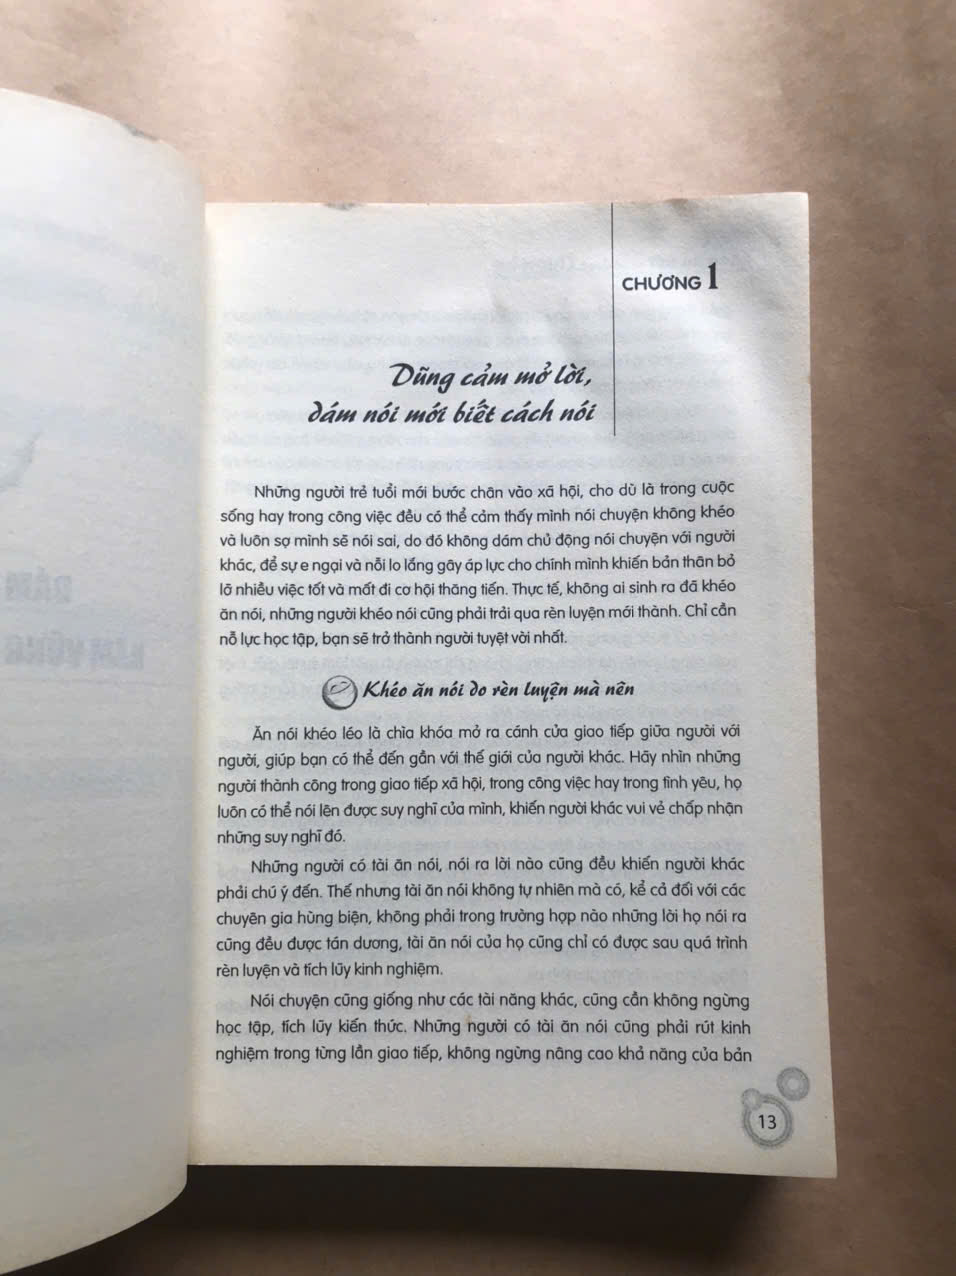 CHƯƠNG 1
Dũng cảm mở lời,
dám nói mới biết cách nói
Những người trẻ tuổi mới bước chân vào xã hội, cho dù là trong cuộc
sống hay trong công việc đều có thể cảm thấy mình nói chuyện không khéo
và luôn sợ mình sẽ nói sai, do đó không dám chủ động nói chuyện với người
khác, để sự e ngại và nỗi lo lắng gây áp lực cho chính mình khiến bản thân bỏ
lỡ nhiều việc tốt và mất đi cơ hội thăng tiến. Thực tế, không ai sinh ra đã khéo
ăn nói, những người khéo nói cũng phải trải qua rèn luyện mới thành. Chỉ cần
nỗ lực học tập, bạn sẽ trở thành người tuyệt vời nhất.
Khéo ăn nói do rèn luyện mà nên
Ăn nói khéo léo là chìa khóa mở ra cánh cửa giao tiếp giữa người với
người, giúp bạn có thể đến gần với thế giới của người khác. Hãy nhìn những
người thành công trong giao tiếp xã hội, trong công việc hay trong tình yêu, họ
luôn có thể nói lên được suy nghĩ của mình, khiến người khác vui vẻ chấp nhận
những suy nghĩ đó.
Những người có tài ăn nói, nói ra lời nào cũng đều khiến người khác
phải chú ý đến. Thế nhưng tài ăn nói không tự nhiên mà có, kể cả đối với các
chuyên gia hùng biện, không phải trong trường hợp nào những lời họ nói ra
cũng đều được tán dương, tài ăn nói của họ cũng chỉ có được sau quá trình
rèn luyện và tích lũy kinh nghiệm.
Nói chuyện cũng giống như các tài năng khác, cũng cần không ngừng
học tập, tích lũy kiến thức. Những người có tài ăn nói cũng phải rút kinh
nghiệm trong từng lần giao tiếp, không ngừng nâng cao khả năng của bản
13